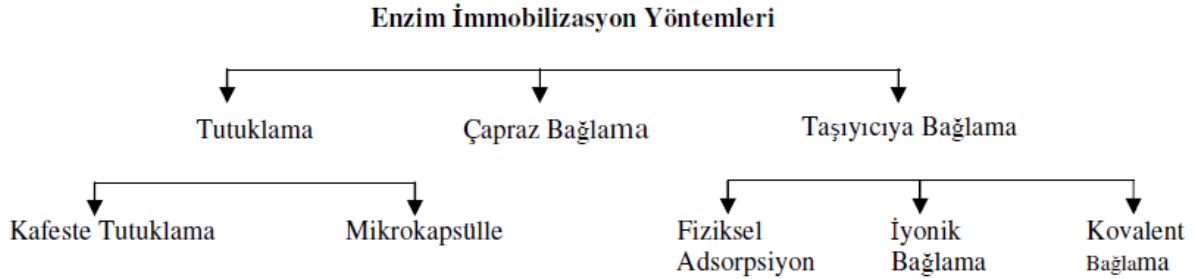 Enzim İmmobilizasyon Yöntemleri
Tutuklama
Çapraz Bağlama
Taşıyıcıya Bağlama
Kafeste Tutuklama
Mikrokapsülle
Fiziksel
Adsorpsiyon
İyonik
Bağlama
Kovalent
Bağlama